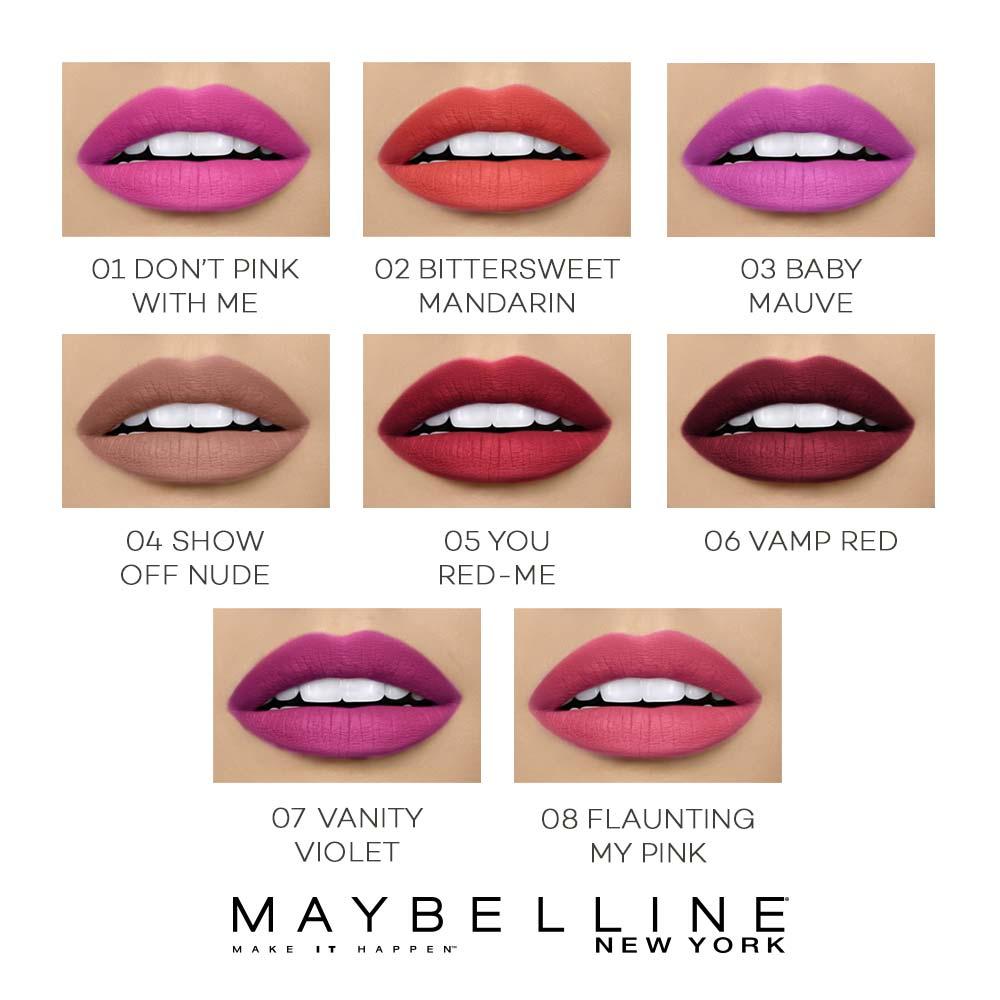 01 DON'T PINK
WITH ME
02 BITTERSWEET
MANDARIN
03 BABY
MAUVE
04 SHOW
OFF NUDE
05 YOU
RED-ME
06 VAMP RED
07 VANITY
VIOLET
08 FLAUNTING
MY PINK
MAYBELLINE®
MAKE IT HAPPEN™
NEW YORK